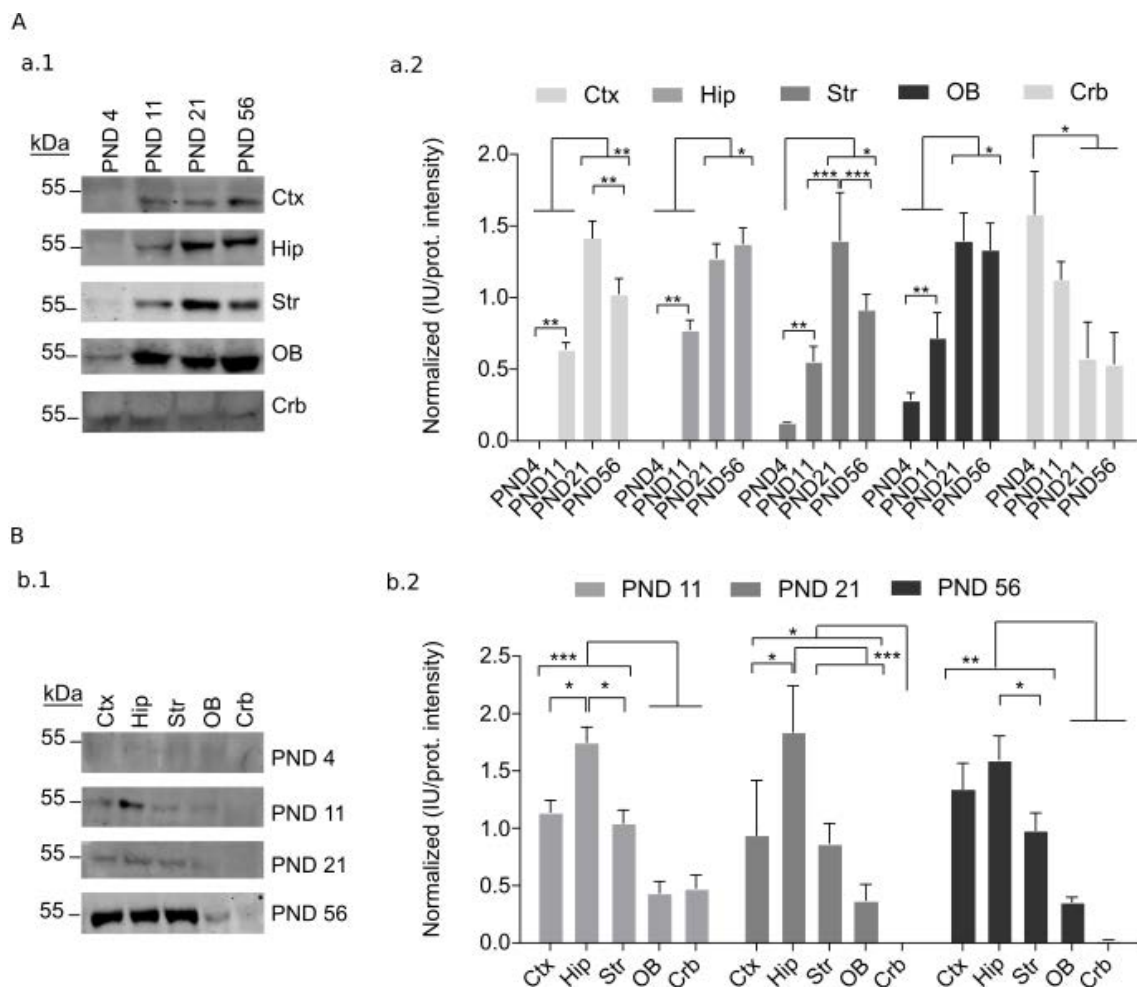 A
a.1
kDa
PND 4
PND 11
PND 21
PND 56
55
Ctx
55
Hip
55
Str
55
OB
55
Crb
a.2
Ctx Hip Str OB Crb
Normalized (IU/prot. intensity)
2.0
1.5
1.0
0.5
0.0
** ** ** * ** * *** *** ** * ** *
PND4 PND11 PND21 PND56 PND4 PND11 PND21 PND56 PND4 PND11 PND21 PND56 PND4 PND11 PND21 PND56 PND4 PND11 PND21 PND56
B
b.1
kDa
Ctx Hip Str OB Crb
55
PND 4
55
PND 11
55
PND 21
55
PND 56
b.2
PND 11 PND 21 PND 56
Normalized (IU/prot. intensity)
2.5
2.0
1.5
1.0
0.5
0.0
*** * * * * *** ** *
Ctx Hip Str OB Crb Ctx Hip Str OB Crb Ctx Hip Str OB Crb